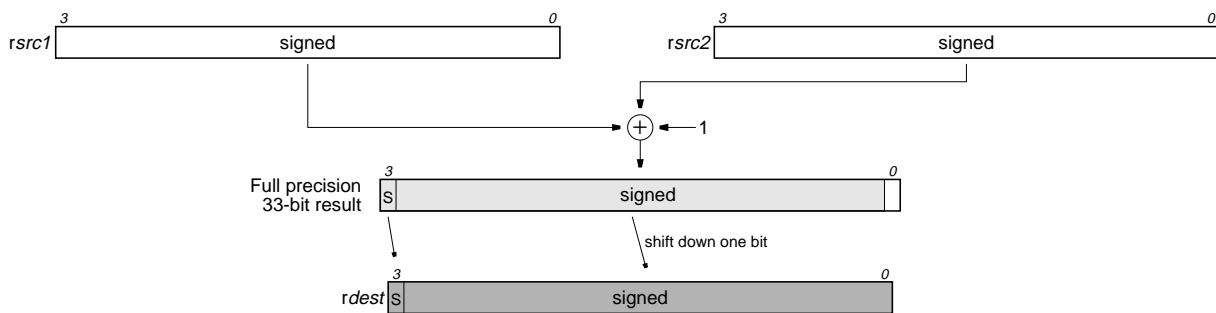 3 0 3 0
rsrc1 signed rsrc2 signed
+ 1
3 0
Full precision
33-bit result
S signed
shift down one bit
3 0
rdest S signed